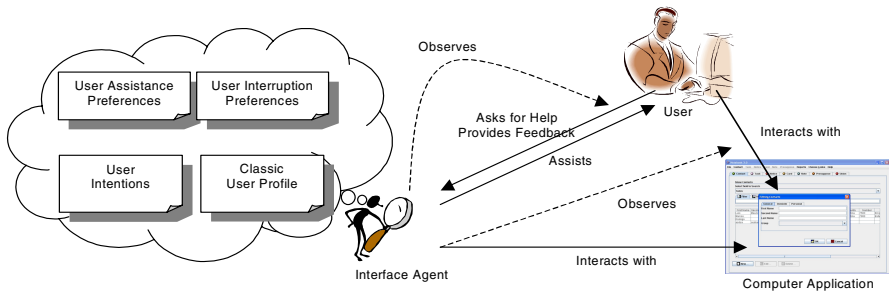 Observes
User Assistance
Preferences
User Interruption
Preferences
User
Intentions
Classic
User Profile
Asks for Help
Provides Feedback
Assists
User
Interacts with
Observes
Interacts with
Interface Agent
Computer Application